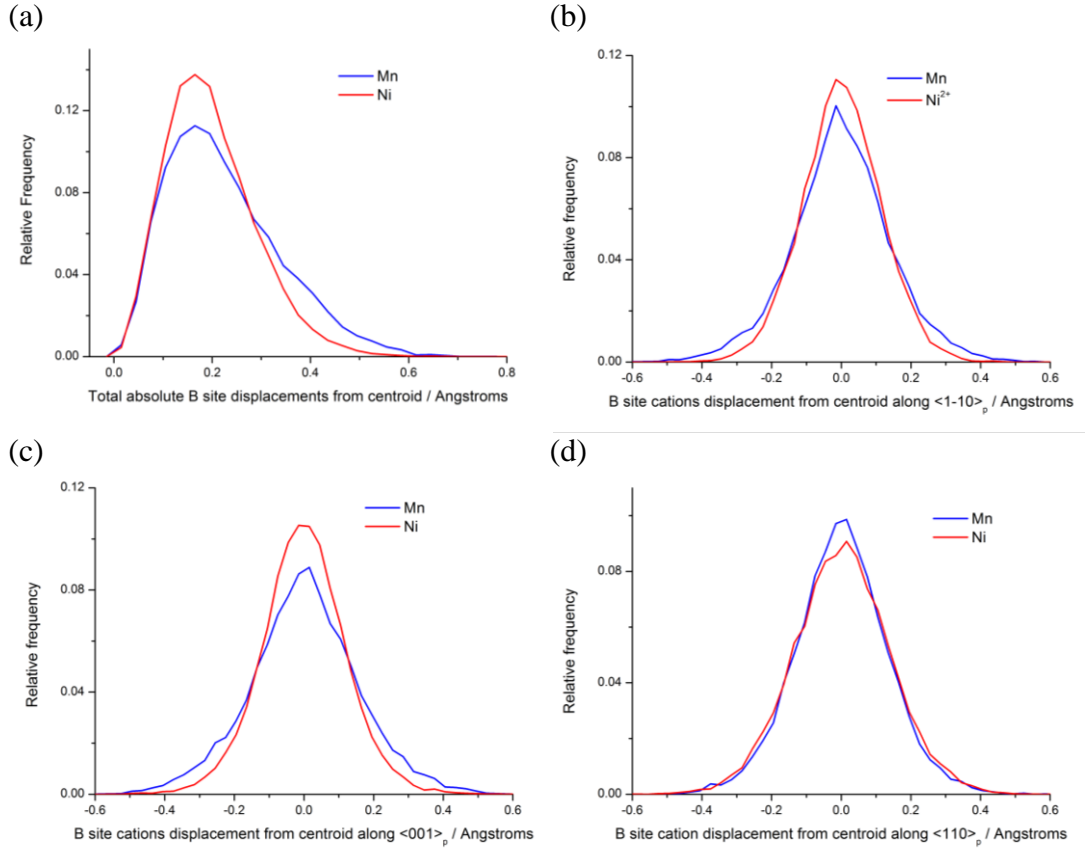 (a)
Mn
Ni
Relative Frequency
0.12
0.08
0.04
0.00
0.0 0.2 0.4 0.6 0.8
Total absolute B site displacements from centroid / Angstroms
(b)
Mn
Ni²⁺
Relative frequency
0.12
0.08
0.04
0.00
-0.6 -0.4 -0.2 0.0 0.2 0.4 0.6
B site cations displacement from centroid along <1-10>ₚ / Angstroms
(c)
Mn
Ni
Relative frequency
0.12
0.08
0.04
0.00
-0.6 -0.4 -0.2 0.0 0.2 0.4 0.6
B site cations displacement from centroid along <001>ₚ / Angstroms
(d)
Mn
Ni
Relative frequency
0.08
0.04
0.00
-0.6 -0.4 -0.2 0.0 0.2 0.4 0.6
B site cation displacement from centroid along <110>ₚ / Angstroms